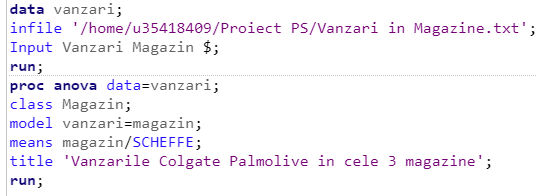 data vanzari;
infile '/home/u35418409/Proiect PS/Vanzari in Magazine.txt';
Input Vanzari Magazin $;
run;
proc anova data=vanzari;
class Magazin;
model vanzari=magazin;
means magazin/SCHEFFE;
title 'Vanzarile Colgate Palmolive in cele 3 magazine';
run;